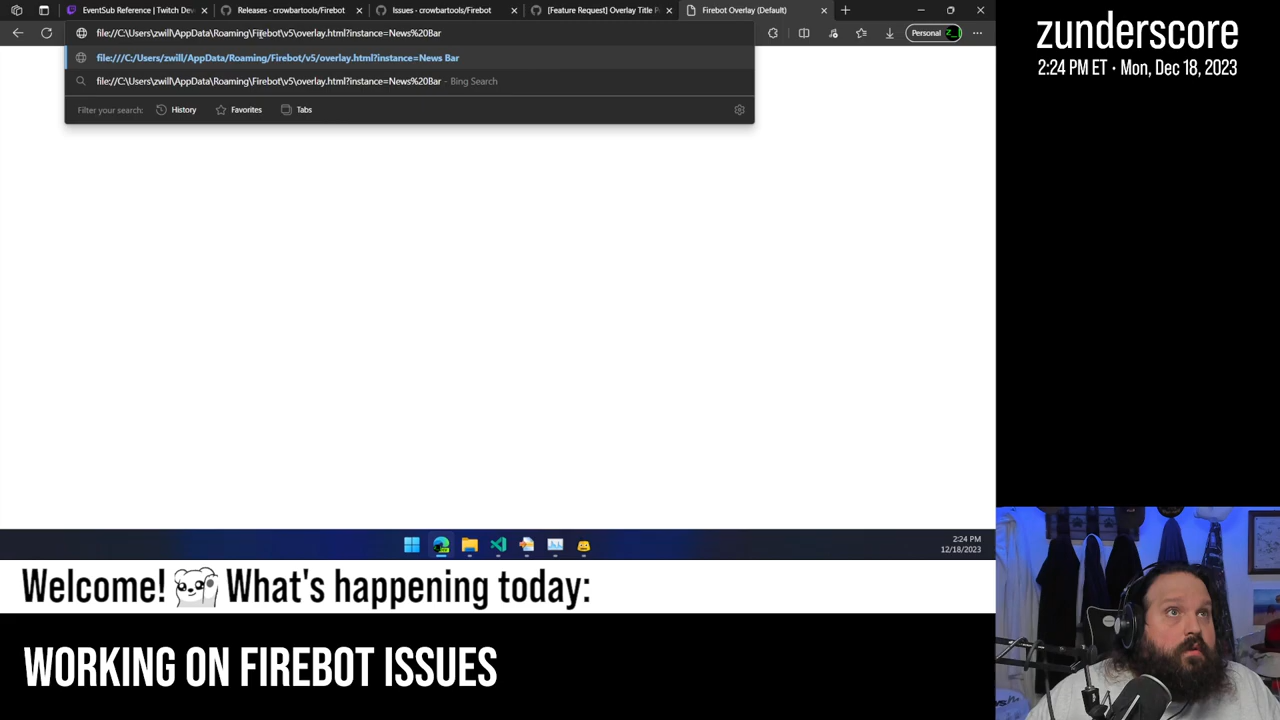 EventSub Reference | Twitch Dev
Releases · crowbartools/Firebot
Issues · crowbartools/Firebot
[Feature Request] Overlay Title P
Firebot Overlay (Default)
file://C:\Users\zwill\AppData\Roaming\Firebot\v5\overlay.html?instance=News%20Bar
Personal
file:///C:/Users/zwill/AppData/Roaming/Firebot/v5/overlay.html?instance=News Bar
file://C:\Users\zwill\AppData\Roaming\Firebot\v5\overlay.html?instance=News%20Bar - Bing Search
Filter your search: History Favorites Tabs
zunderscore
2:24 PM ET · Mon, Dec 18, 2023
2:24 PM
12/18/2023
Welcome! What's happening today:
WORKING ON FIREBOT ISSUES